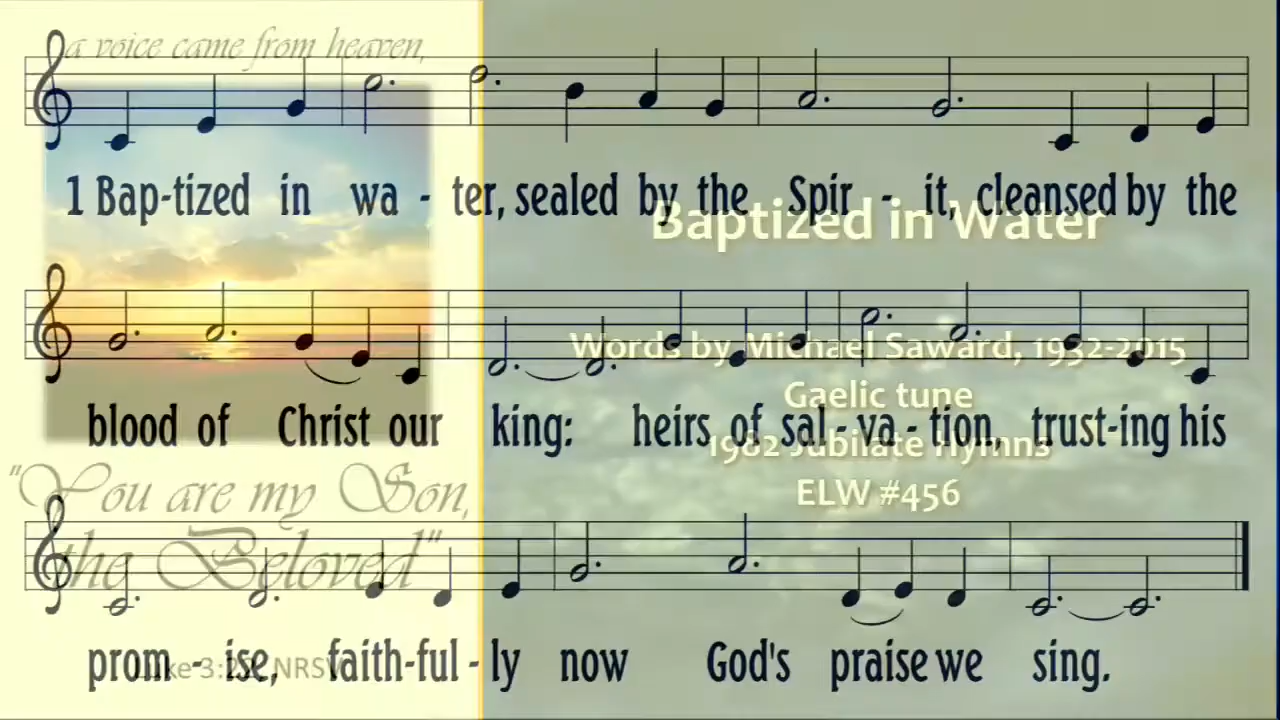 a voice came from heaven,
1 Bap-tized in wa - ter, sealed by the Spir - it, cleansed by the
Baptized in Water
Words by Michael Saward, 1932-2015
Gaelic tune
blood of Christ our king: heirs of sal - va - tion, trust-ing his
1982 Jubilate Hymns
"You are my Son,
ELW #456
the Beloved"
prom - ise, faith-ful - ly now God's praise we sing.
Luke 3:22, NRSV